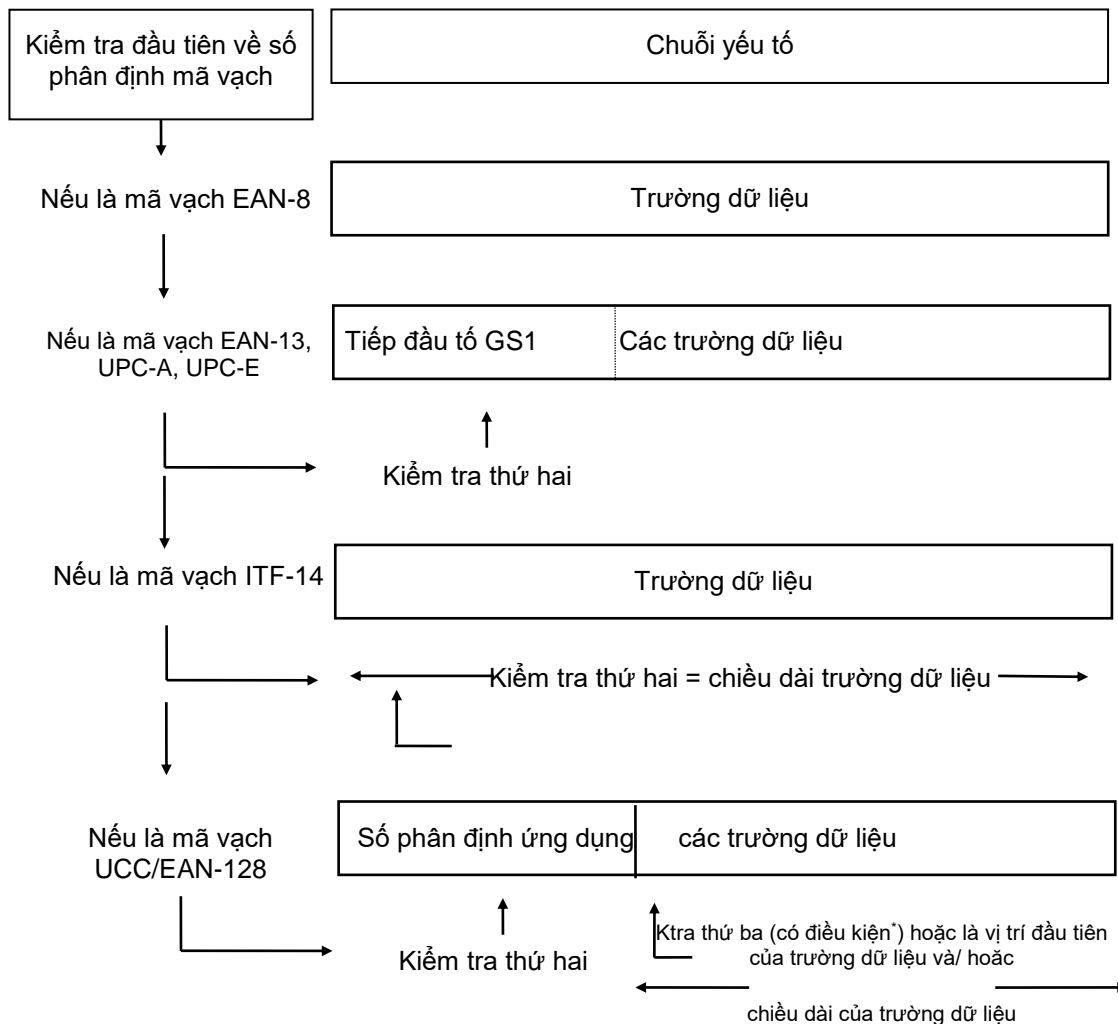 Kiểm tra đầu tiên về số
phân định mã vạch
Chuỗi yếu tố
Nếu là mã vạch EAN-8
Trường dữ liệu
Nếu là mã vạch EAN-13,
UPC-A, UPC-E
Tiếp đầu tố GS1
Các trường dữ liệu
Kiểm tra thứ hai
Nếu là mã vạch ITF-14
Trường dữ liệu
Kiểm tra thứ hai = chiều dài trường dữ liệu
Nếu là mã vạch
UCC/EAN-128
Số phân định ứng dụng
các trường dữ liệu
Kiểm tra thứ hai
Ktra thứ ba (có điều kiện*) hoặc là vị trí đầu tiên
của trường dữ liệu và/ hoăc
chiều dài của trường dữ liệu